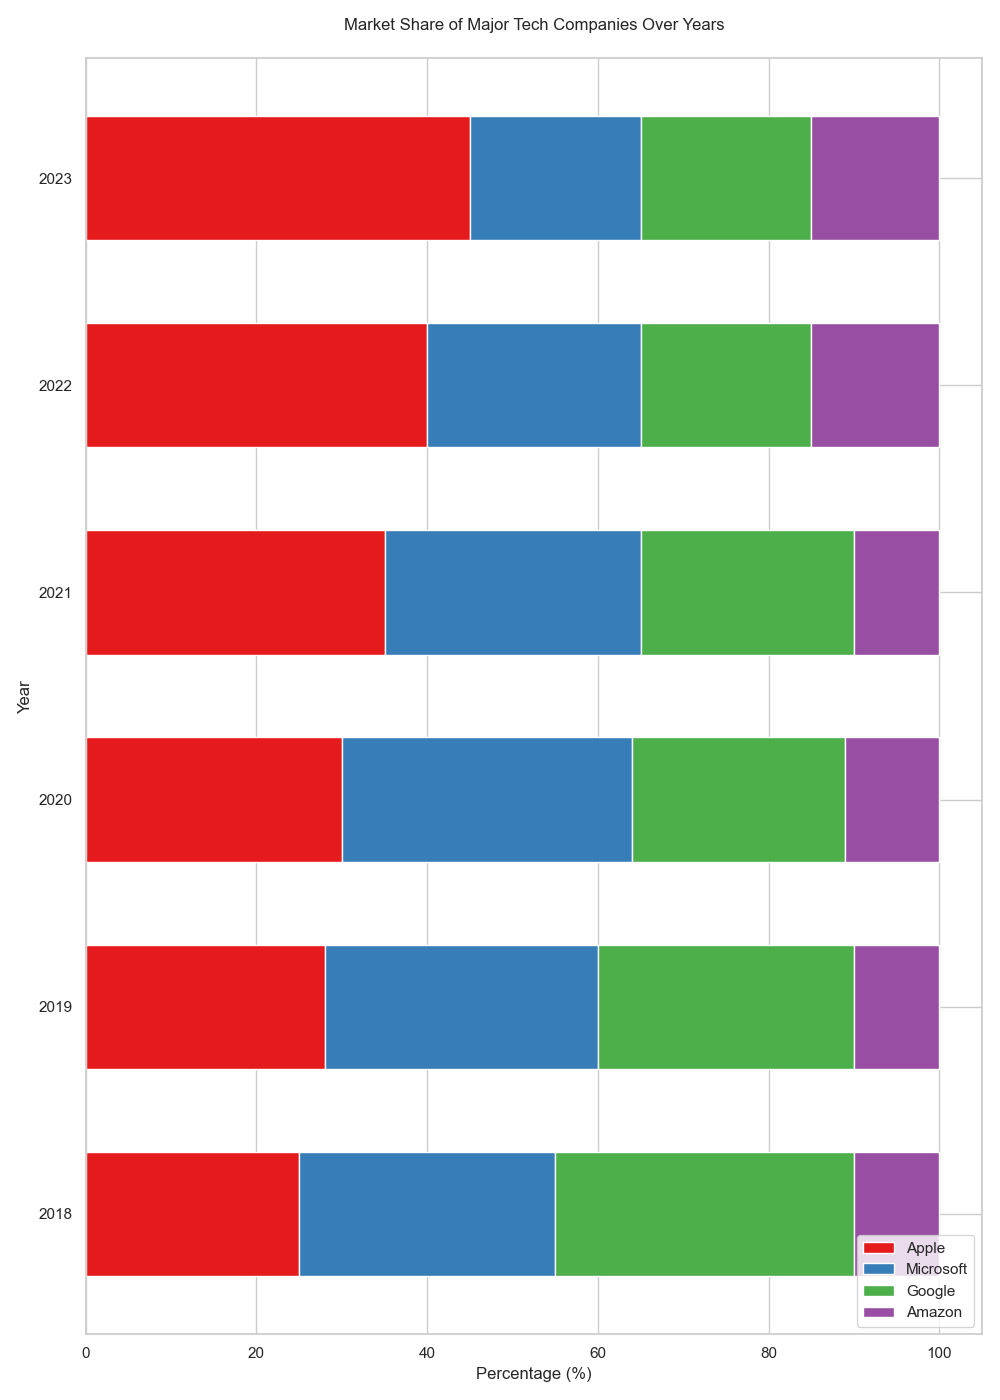 Market Share of Major Tech Companies Over Years
2023
2022
2021
2020
2019
2018
Year
Apple
Microsoft
Google
Amazon
0 20 40 60 80 100
Percentage (%)